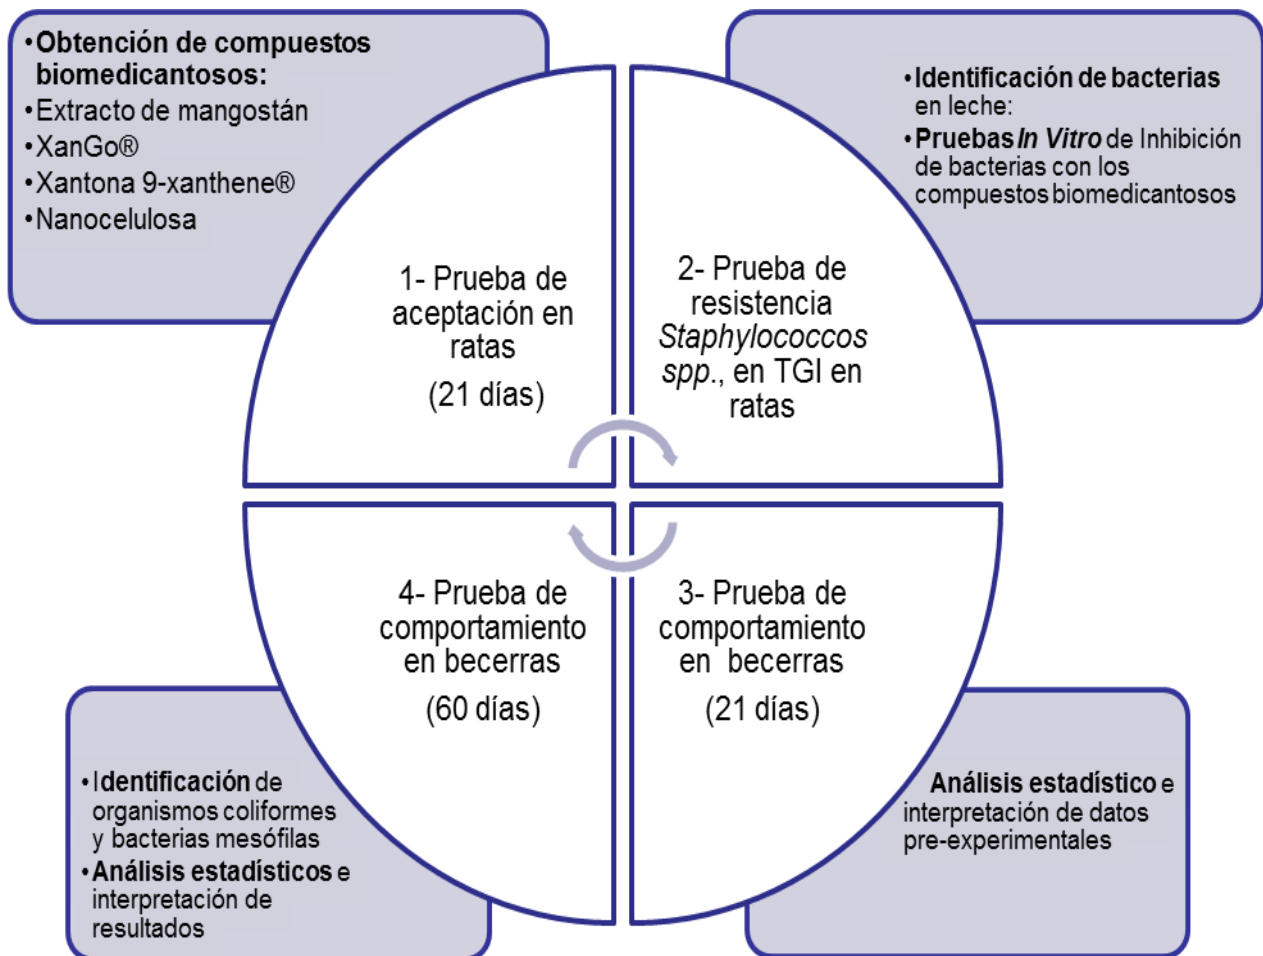 •Obtención de compuestos
biomedicantosos:
•Extracto de mangostán
•XanGo®
•Xantona 9-xanthene®
•Nanocelulosa
•Identificación de bacterias
en leche:
•Pruebas In Vitro de Inhibición
de bacterias con los
compuestos biomedicantosos
1- Prueba de
aceptación en
ratas
(21 días)
2- Prueba de
resistencia
Staphylococcos
spp., en TGI en
ratas
4- Prueba de
comportamiento
en becerras
(60 días)
3- Prueba de
comportamiento
en becerras
(21 días)
•Identificación de
organismos coliformes
y bacterias mesófilas
•Análisis estadísticos e
interpretación de
resultados
Análisis estadístico e
interpretación de datos
pre-experimentales